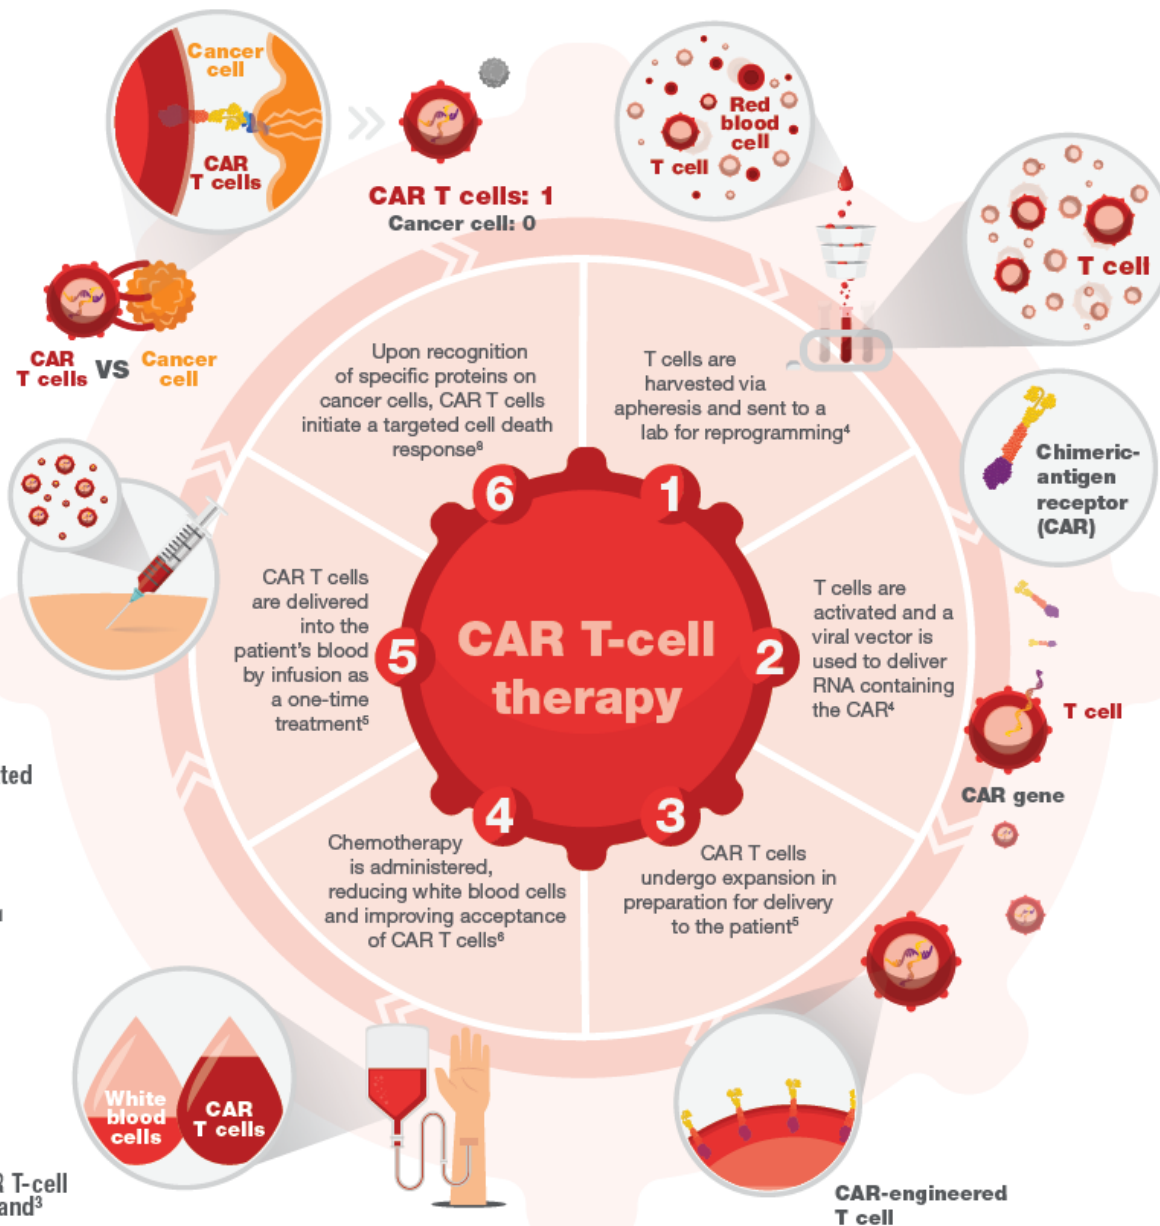 Cancer
cell
CAR
T cells
CAR T cells: 1
Cancer cell: 0
Red
blood
cell
T cell
T cell
CAR
T cells
VS
Cancer
cell
Upon recognition
of specific proteins on
cancer cells, CAR T cells
initiate a targeted cell death
response⁸
6
T cells are
harvested via
apheresis and sent to a
lab for reprogramming⁴
1
Chimeric-
antigen
receptor
(CAR)
CAR T cells
are delivered
into the
patient's blood
by infusion as
a one-time
treatment⁵
5
CAR T-cell
therapy
2
T cells are
activated and a
viral vector is
used to deliver
RNA containing
the CAR⁴
T cell
CAR gene
ted
4
Chemotherapy
is administered,
reducing white blood cells
and improving acceptance
of CAR T cells⁶
3
CAR T cells
undergo expansion in
preparation for delivery
to the patient⁵
White
blood
cells
CAR
T cells
CAR-engineered
T cell
R T-cell
and³